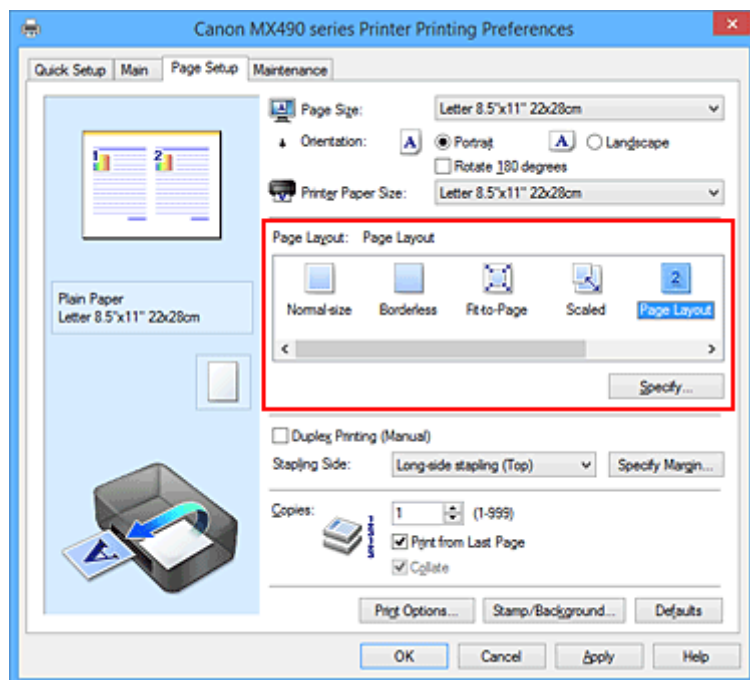 Canon MX490 series Printer Printing Preferences
Quick Setup Main Page Setup Maintenance
Page Size: Letter 8.5"x11" 22x28cm
Orientation: A Portrait A Landscape
Rotate 180 degrees
Printer Paper Size: Letter 8.5"x11" 22x28cm
1 2
Page Layout: Page Layout
2
Normal-size Borderless Fit-to-Page Scaled Page Layout
Plain Paper
Letter 8.5"x11" 22x28cm
Specify...
Duplex Printing (Manual)
Stapling Side: Long-side stapling (Top) Specify Margin...
Copies: 1 (1-999)
Print from Last Page
Collate
A
Print Options... Stamp/Background... Defaults
OK Cancel Apply Help